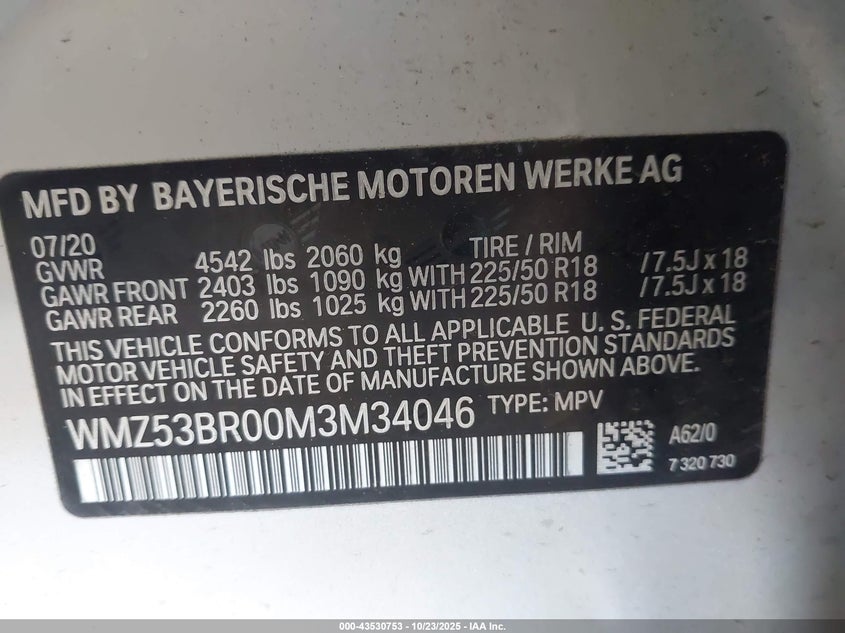 MFD BY BAYERISCHE MOTOREN WERKE AG
07/20 TIRE / RIM
GVWR 4542 lbs 2060 kg
GAWR FRONT 2403 lbs 1090 kg WITH 225/50 R18 / 7.5J x 18
GAWR REAR 2260 lbs 1025 kg WITH 225/50 R18 / 7.5J x 18
THIS VEHICLE CONFORMS TO ALL APPLICABLE U. S. FEDERAL
MOTOR VEHICLE SAFETY AND THEFT PREVENTION STANDARDS
IN EFFECT ON THE DATE OF MANUFACTURE SHOWN ABOVE.
WMZ53BR00M3M34046 TYPE: MPV
A62/0
7 320 730
000-43530753 - 10/23/2025 - IAA Inc.